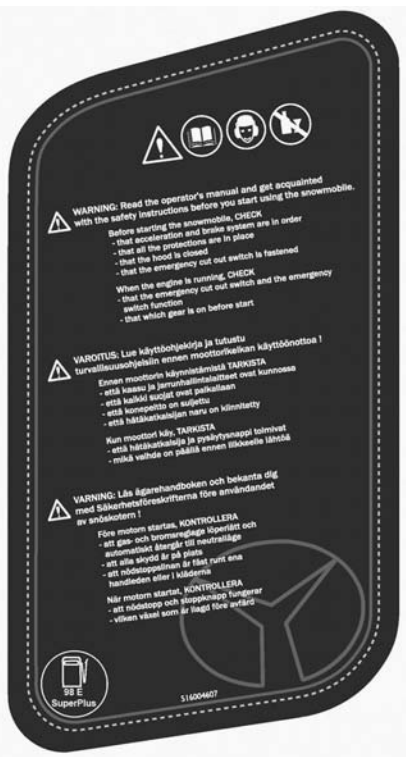 WARNING: Read the operator's manual and get acquainted
with the safety instructions before you start using the snowmobile.
Before starting the snowmobile, CHECK
- that acceleration and brake system are in order
- that all the protections are in place
- that the hood is closed
- that the emergency cut out switch is fastened
When the engine is running, CHECK
- that the emergency cut out switch and the emergency
switch function
- that which gear is on before start
VAROITUS: Lue käyttöohjekirja ja tutustu
turvallisuusohjeisiin ennen moottorikelkan käyttöönottoa !
Ennen moottorin käynnistämistä TARKISTA
- että kaasu ja jarrunhallintalaitteet ovat kunnossa
- että kaikki suojat ovat paikallaan
- että konepeitto on suljettu
- että hätäkatkaisijan naru on kiinnitetty
Kun moottori käy, TARKISTA
- että hätäkatkaisija ja pysäytysnappi toimivat
- mikä vaihde on päällä ennen liikkeelle lähtöä
VARNING: Läs ägarehandboken och bekanta dig
med Säkerhetsföreskrifterna före användandet
av snöskotern !
Före motorn startas, KONTROLLERA
- att gas- och bromsreglage löperlätt och
automatiskt återgår till neutralläge
- att alla skydd är på plats
- att nödstoppslinan är fäst runt ena
handleden eller i kläderna
När motorn startat, KONTROLLERA
- att nödstopp och stoppknapp fungerar
- vilken växel som är ilagd före avfärd
98 E
SuperPlus
516004607